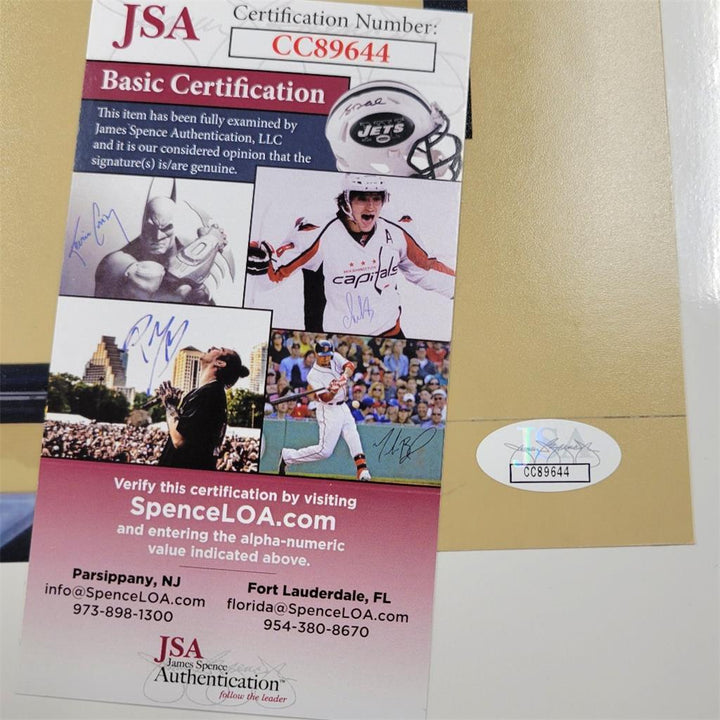 JSA
Certification Number:
CC89644
Basic Certification
This item has been fully examined by
James Spence Authentication, LLC
and it is our considered opinion that the
signature(s) is/are genuine.
JETS
WASHINGTON
capitals
A
Verify this certification by visiting
SpenceLOA.com
and entering the alpha-numeric
value indicated above.
Parsippany, NJ
info@SpenceLOA.com
973-898-1300
Fort Lauderdale, FL
florida@SpenceLOA.com
954-380-8670
JSA
James Spence
Authentication™
follow the leader
JSA
CC89644